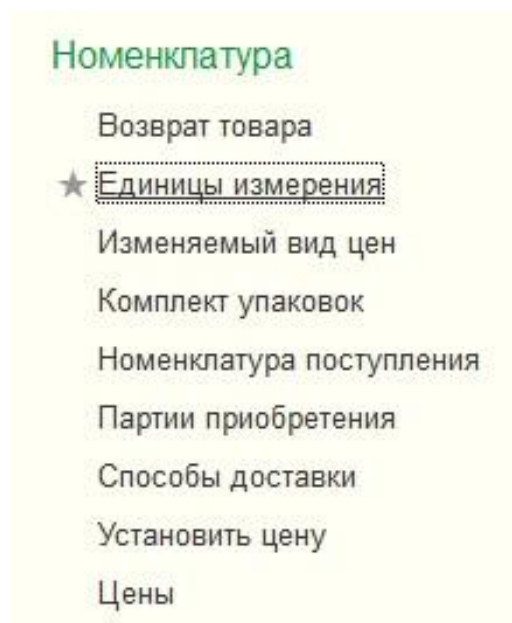 Номенклатура
Возврат товара
Единицы измерения
Изменяемый вид цен
Комплект упаковок
Номенклатура поступления
Партии приобретения
Способы доставки
Установить цену
Цены